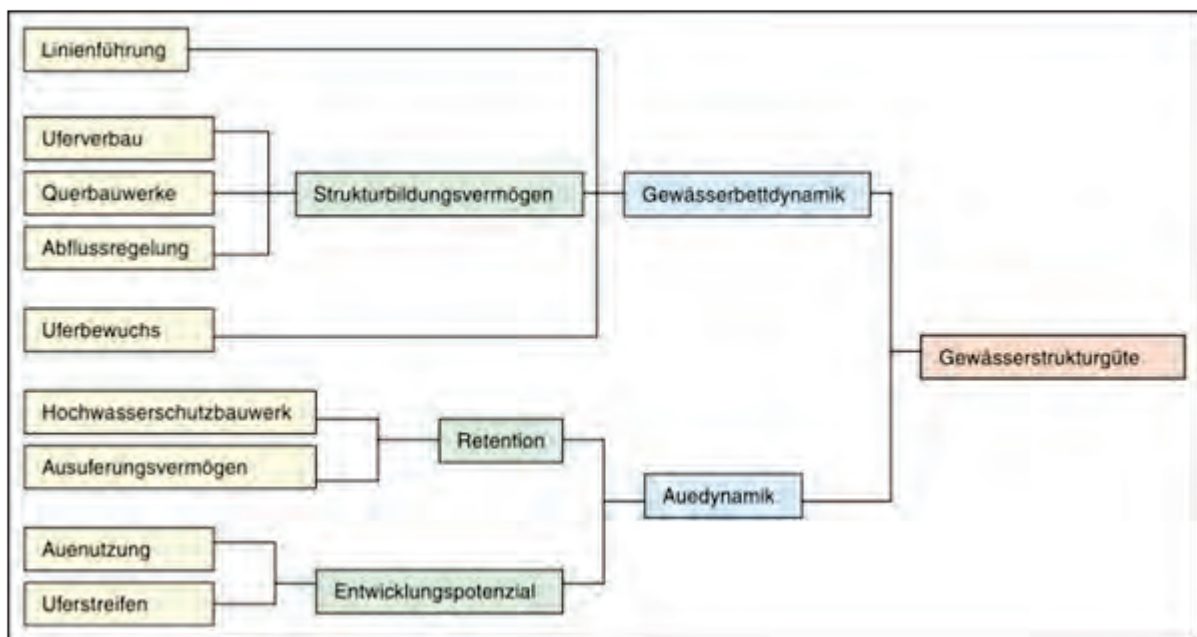 Linienführung
Uferverbau
Querbauwerke
Strukturbildungsvermögen
Gewässerbettdynamik
Abflussregelung
Uferbewuchs
Gewässerstrukturgüte
Hochwasserschutzbauwerk
Retention
Ausuferungsvermögen
Auedynamik
Auenutzung
Entwicklungspotenzial
Uferstreifen